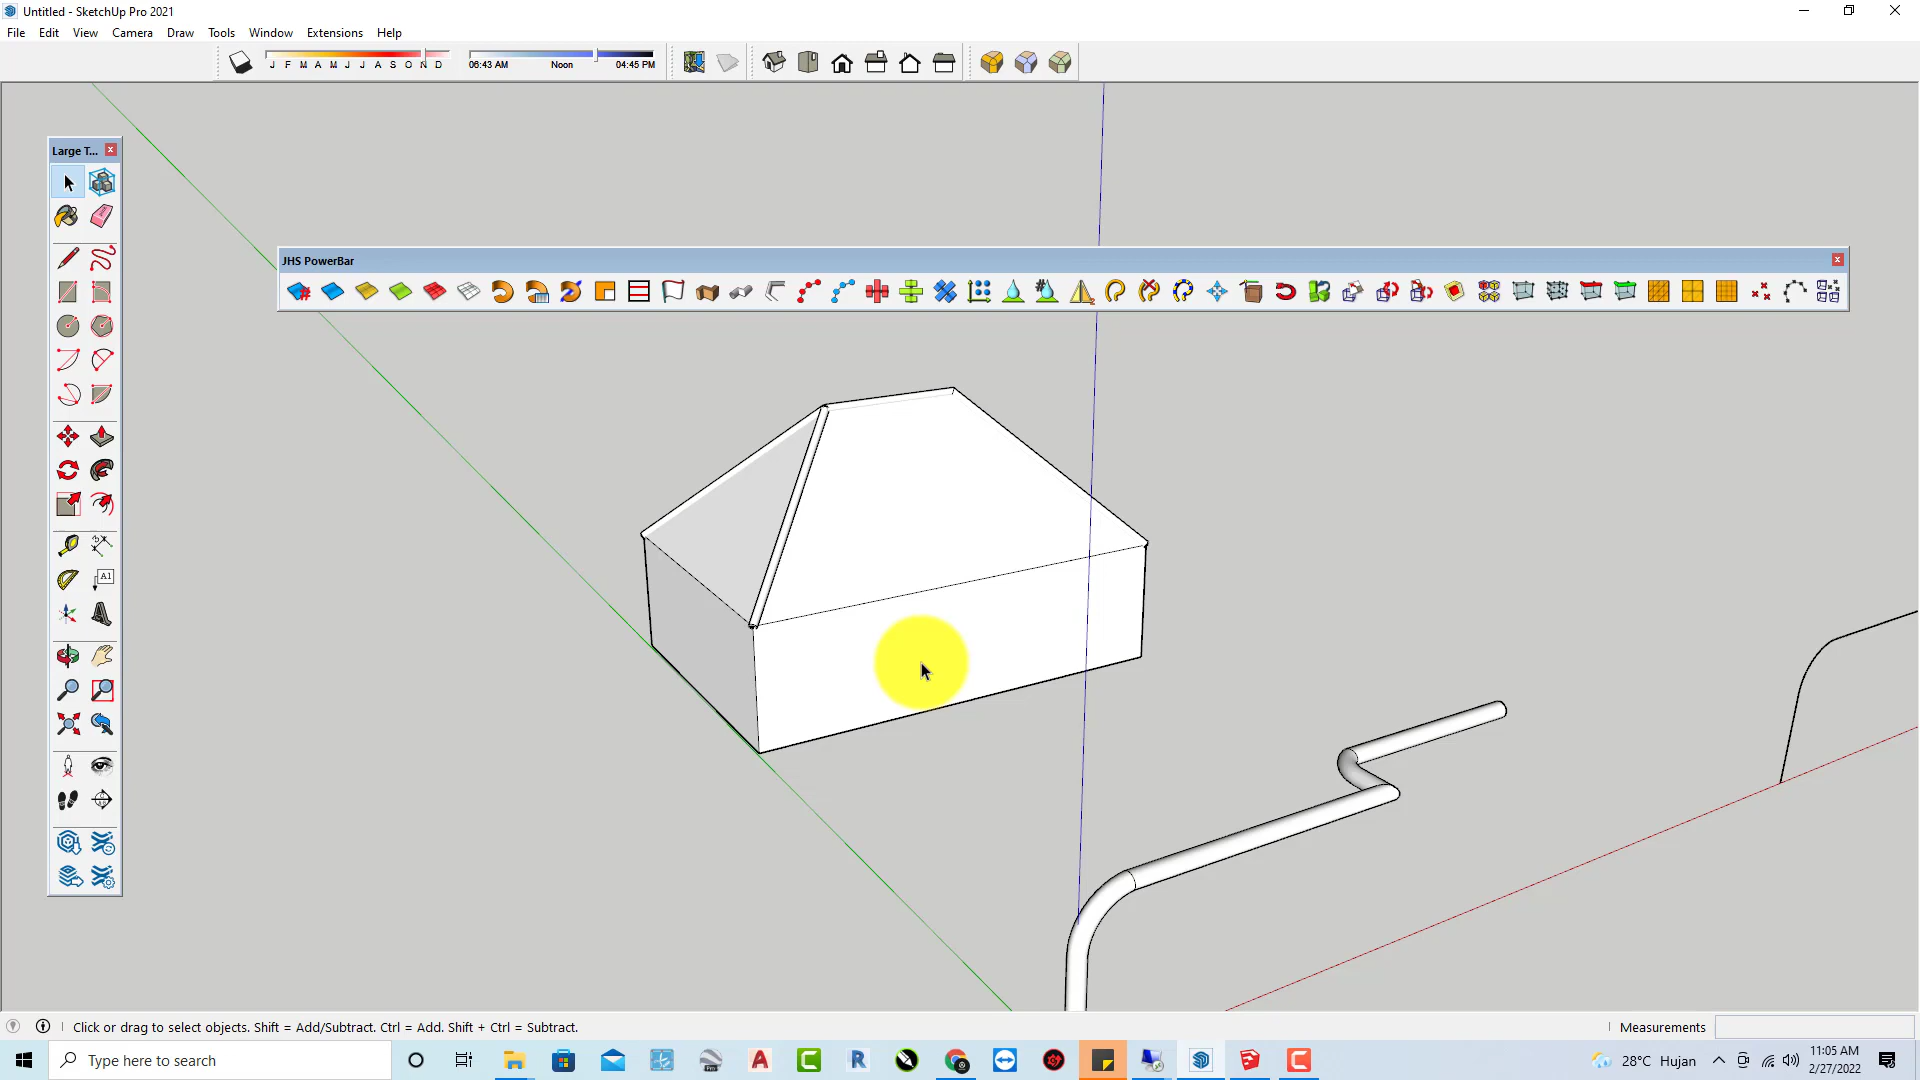 Untitled - SketchUp Pro 2021
File Edit View Camera Draw Tools Window Extensions Help
J F M A M J J A S O N D
06:43 AM Noon 04:45 PM
Large T...
JHS PowerBar
A1
Click or drag to select objects. Shift = Add/Subtract. Ctrl = Add. Shift + Ctrl = Subtract.
Measurements
Type here to search
28°C Hujan
11:05 AM
2/27/2022